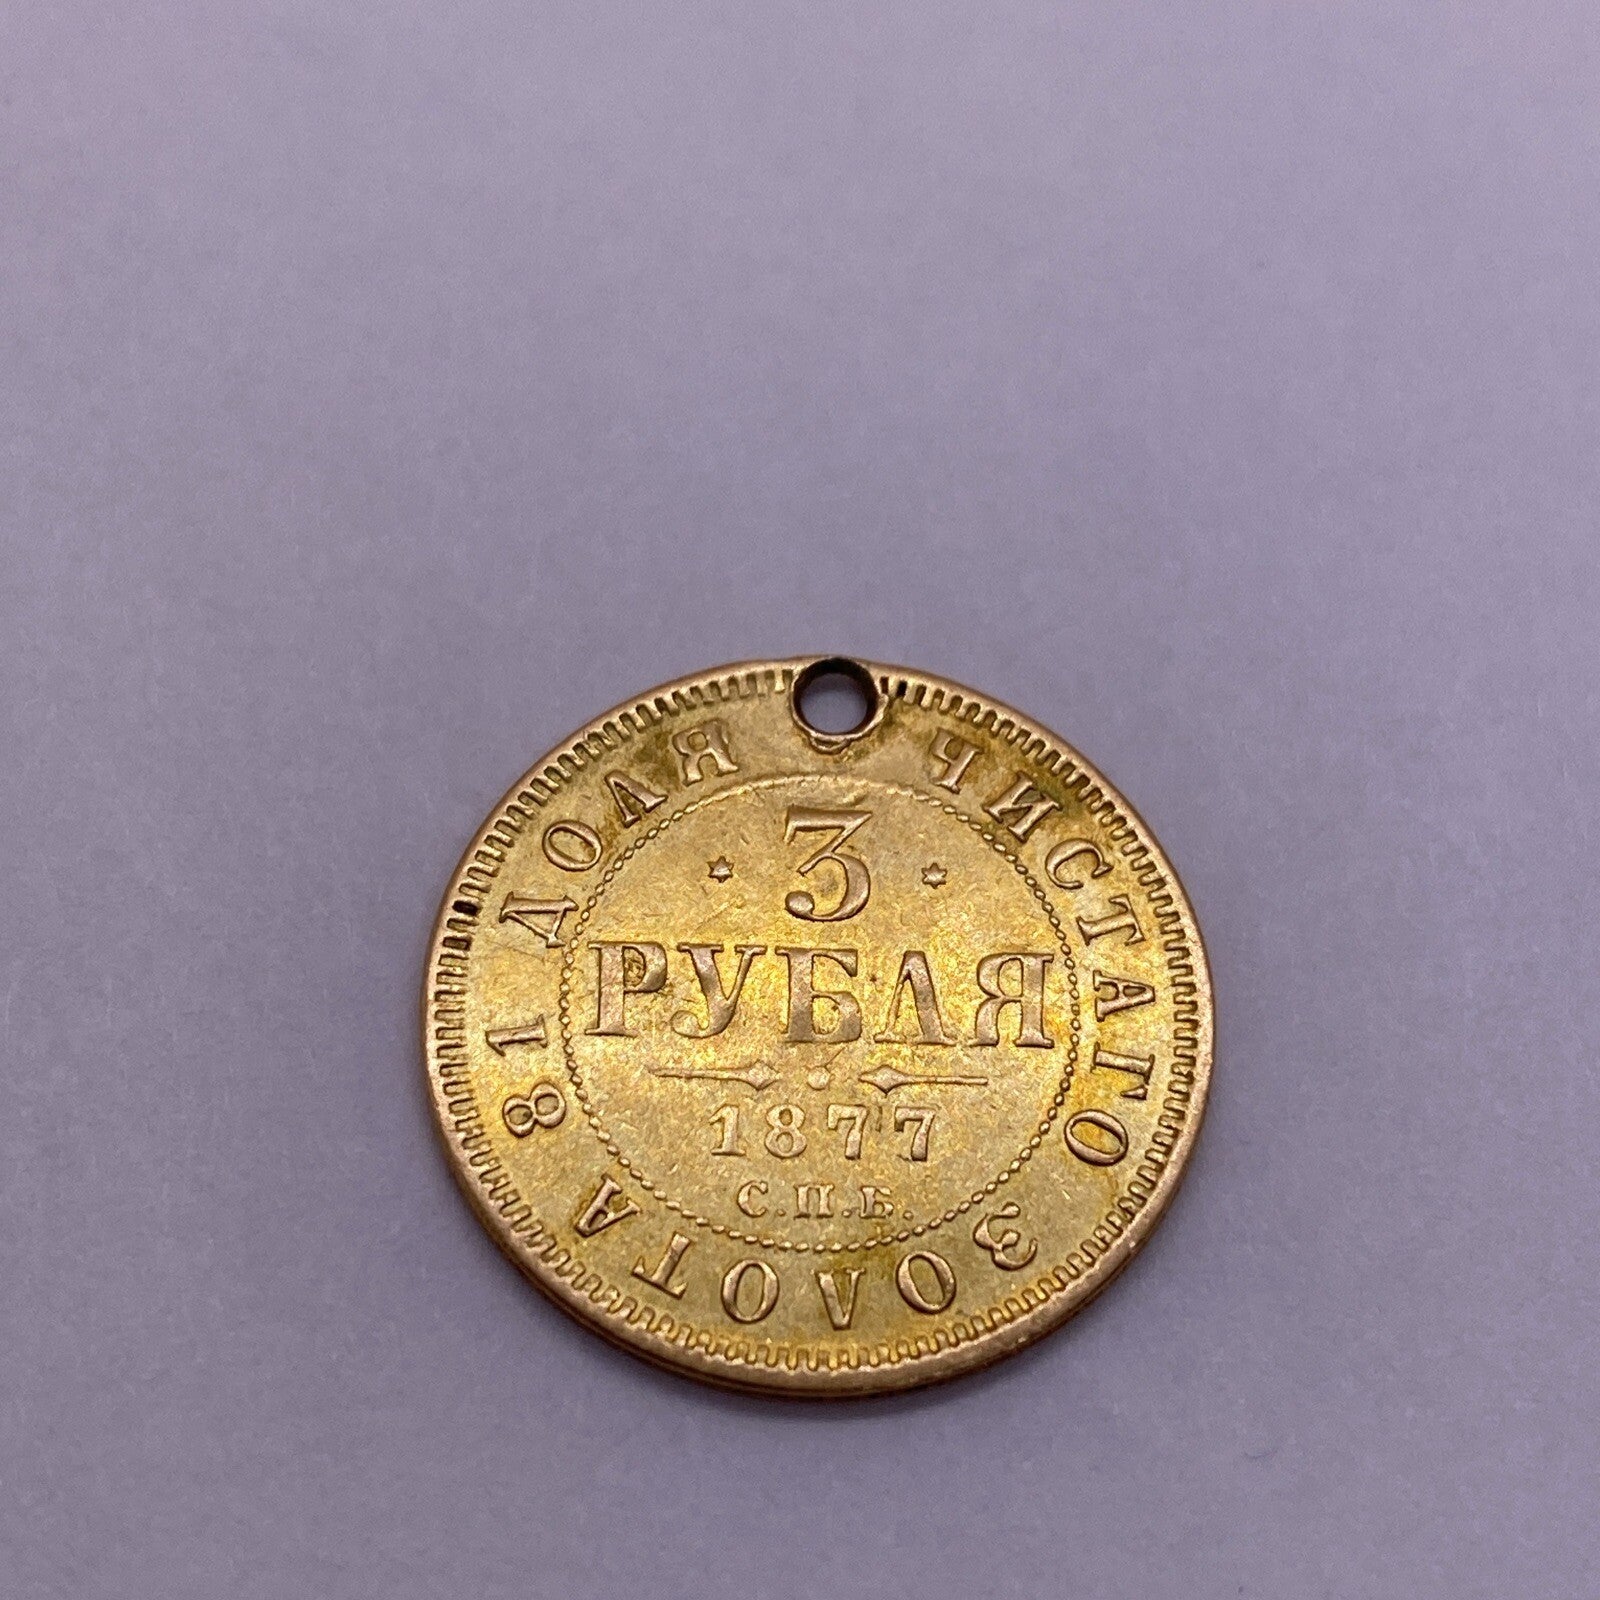 3
РУБЛЯ
1877
С.П.Б.
81 ДОЛЯ ЧИСТАГО ЗОЛОТА